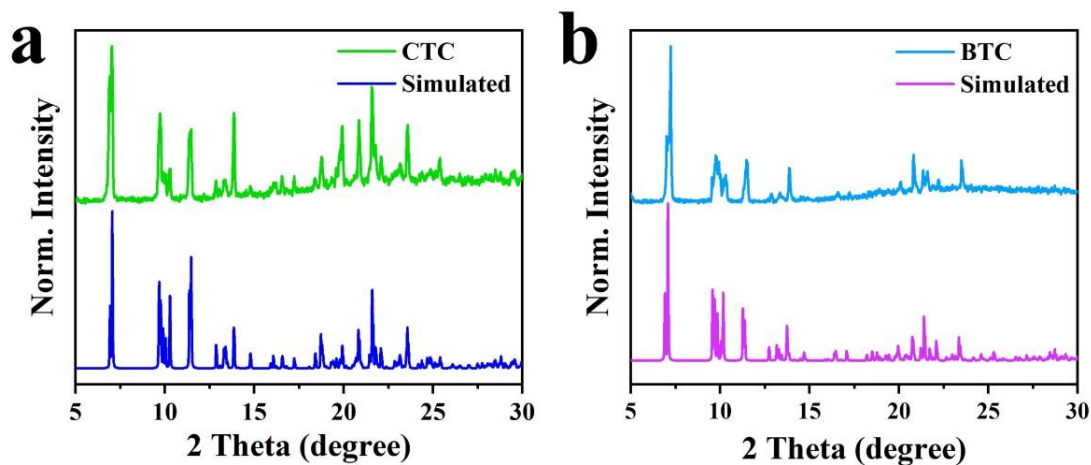 a
CTC
Simulated
Norm. Intensity
5 10 15 20 25 30
2 Theta (degree)
b
BTC
Simulated
Norm. Intensity
5 10 15 20 25 30
2 Theta (degree)